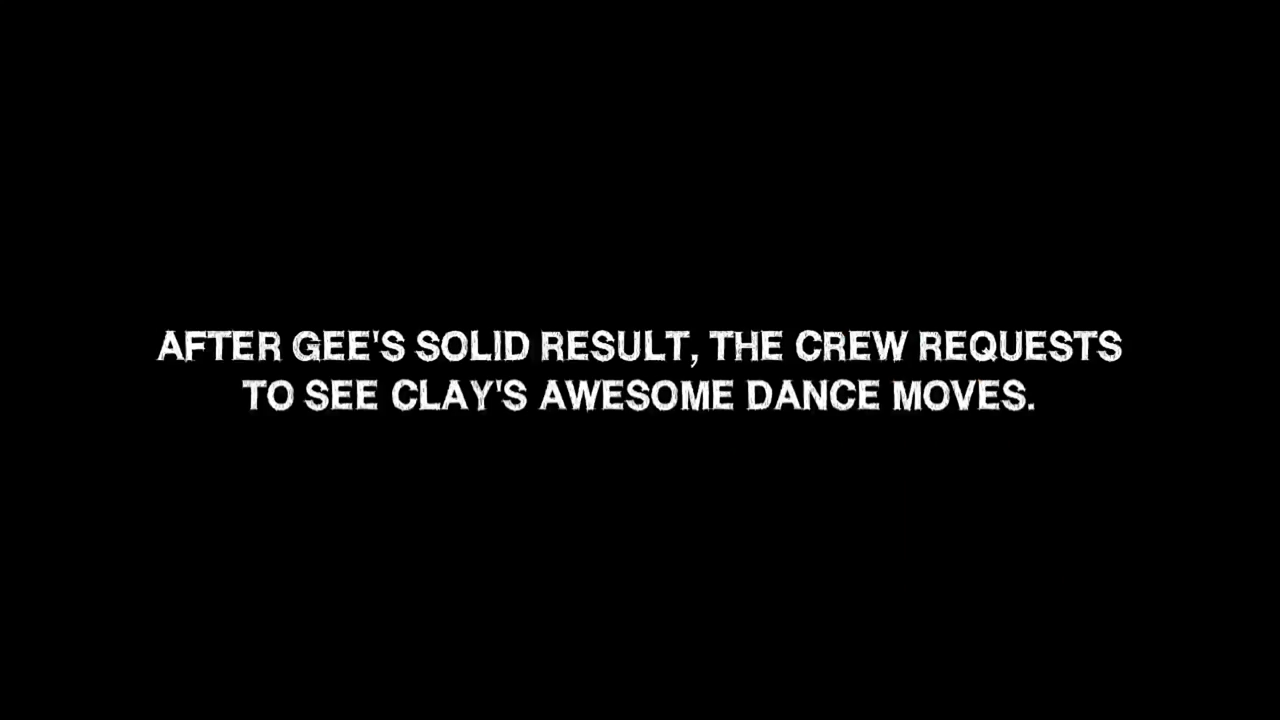 AFTER GEE'S SOLID RESULT, THE CREW REQUESTS
TO SEE CLAY'S AWESOME DANCE MOVES.